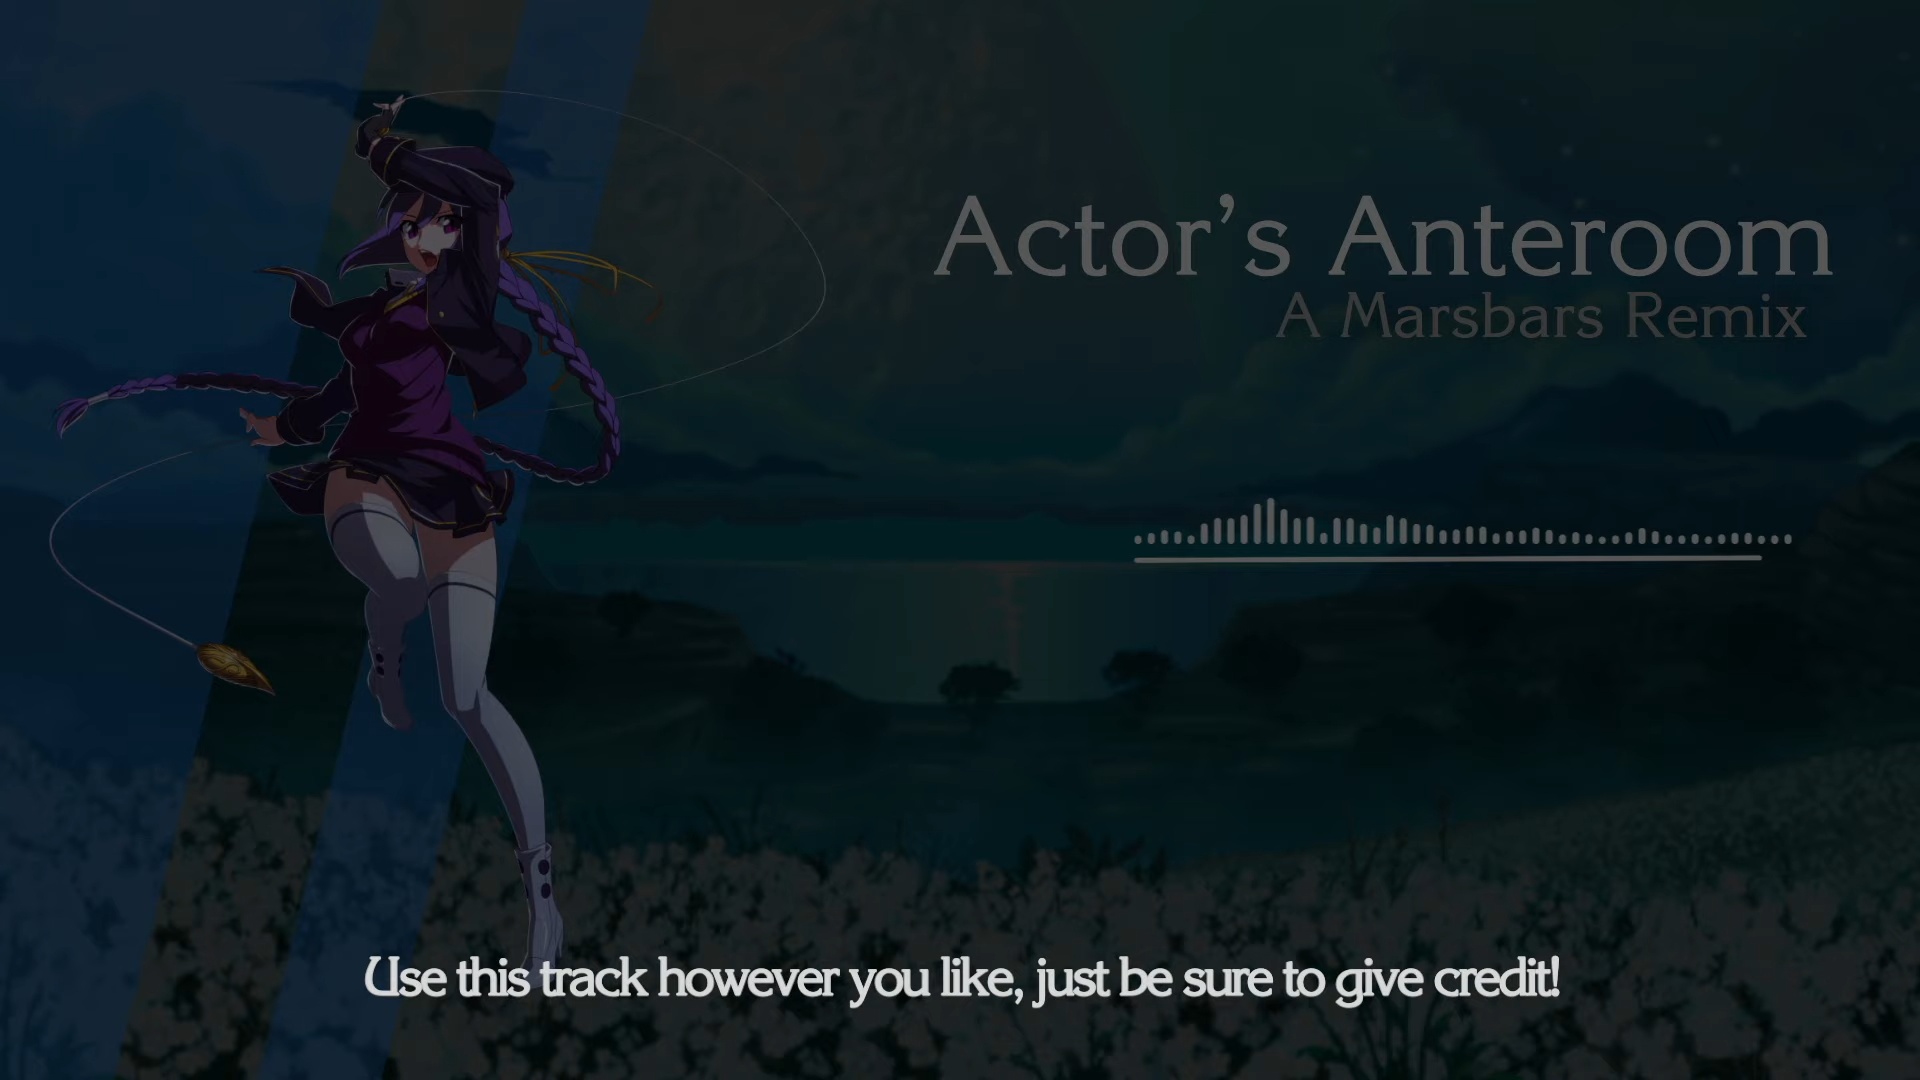 Actor's Anteroom
A Marsbars Remix
Use this track however you like, just be sure to give credit!